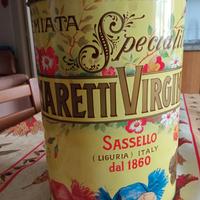 MIATA
Speciali
ARETTI VIRGI
SASSELLO
(LIGURIA) ITALY
dal 1860